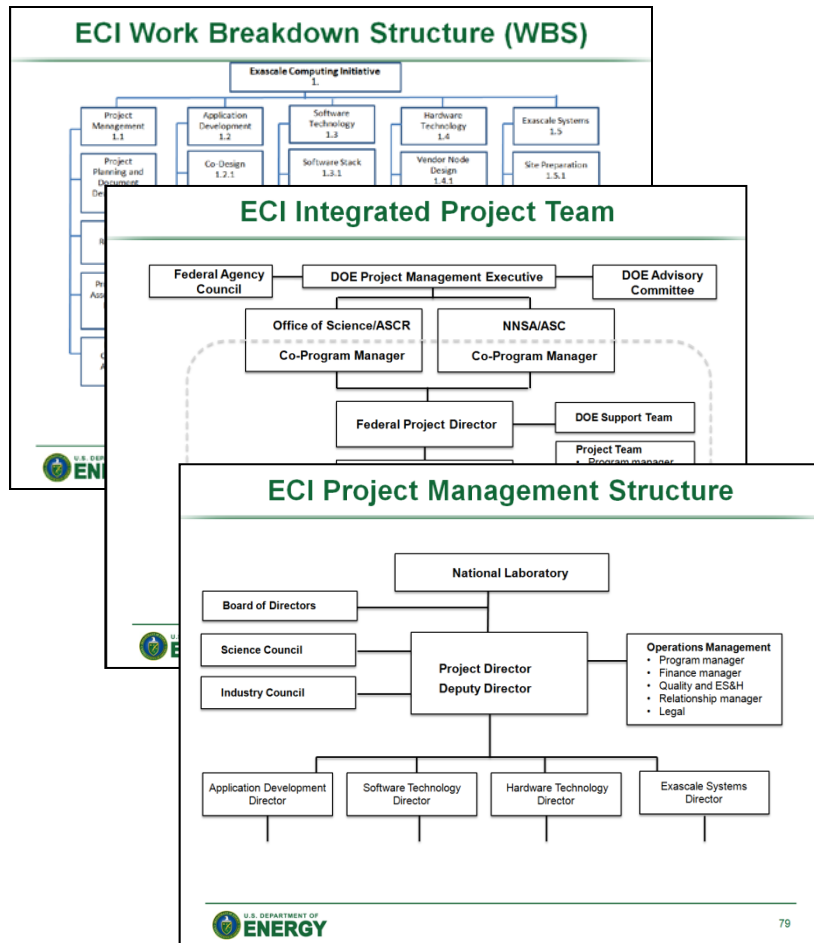 ECI Work Breakdown Structure (WBS)
Exascale Computing Initiative
1.
Project
Management
1.1
Application
Development
1.2
Software
Technology
1.3
Hardware
Technology
1.4
Exascale Systems
1.5
Project
Planning and
Document
Co-Design
1.2.1
Software Stack
1.3.1
Vendor Node
Design
1.4.1
Site Preparation
1.5.1
ECI Integrated Project Team
Federal Agency
Council
DOE Project Management Executive
DOE Advisory
Committee
Office of Science/ASCR
Co-Program Manager
NNSA/ASC
Co-Program Manager
Federal Project Director
DOE Support Team
Project Team
• Program manager
ECI Project Management Structure
National Laboratory
Board of Directors
Science Council
Industry Council
Project Director
Deputy Director
Operations Management
• Program manager
• Finance manager
• Quality and ES&H
• Relationship manager
• Legal
Application Development
Director
Software Technology
Director
Hardware Technology
Director
Exascale Systems
Director
U.S. DEPARTMENT OF
ENERGY
79